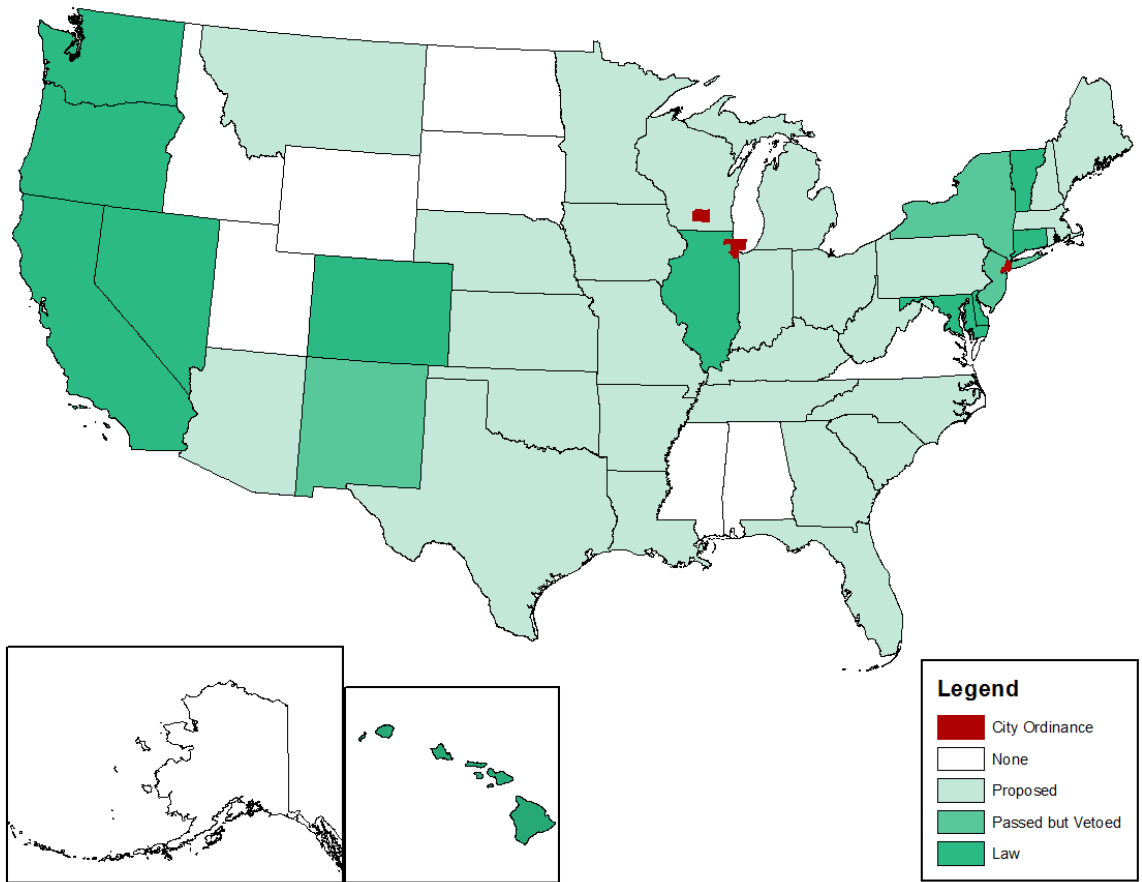 Legend
City Ordinance
None
Proposed
Passed but Vetoed
Law